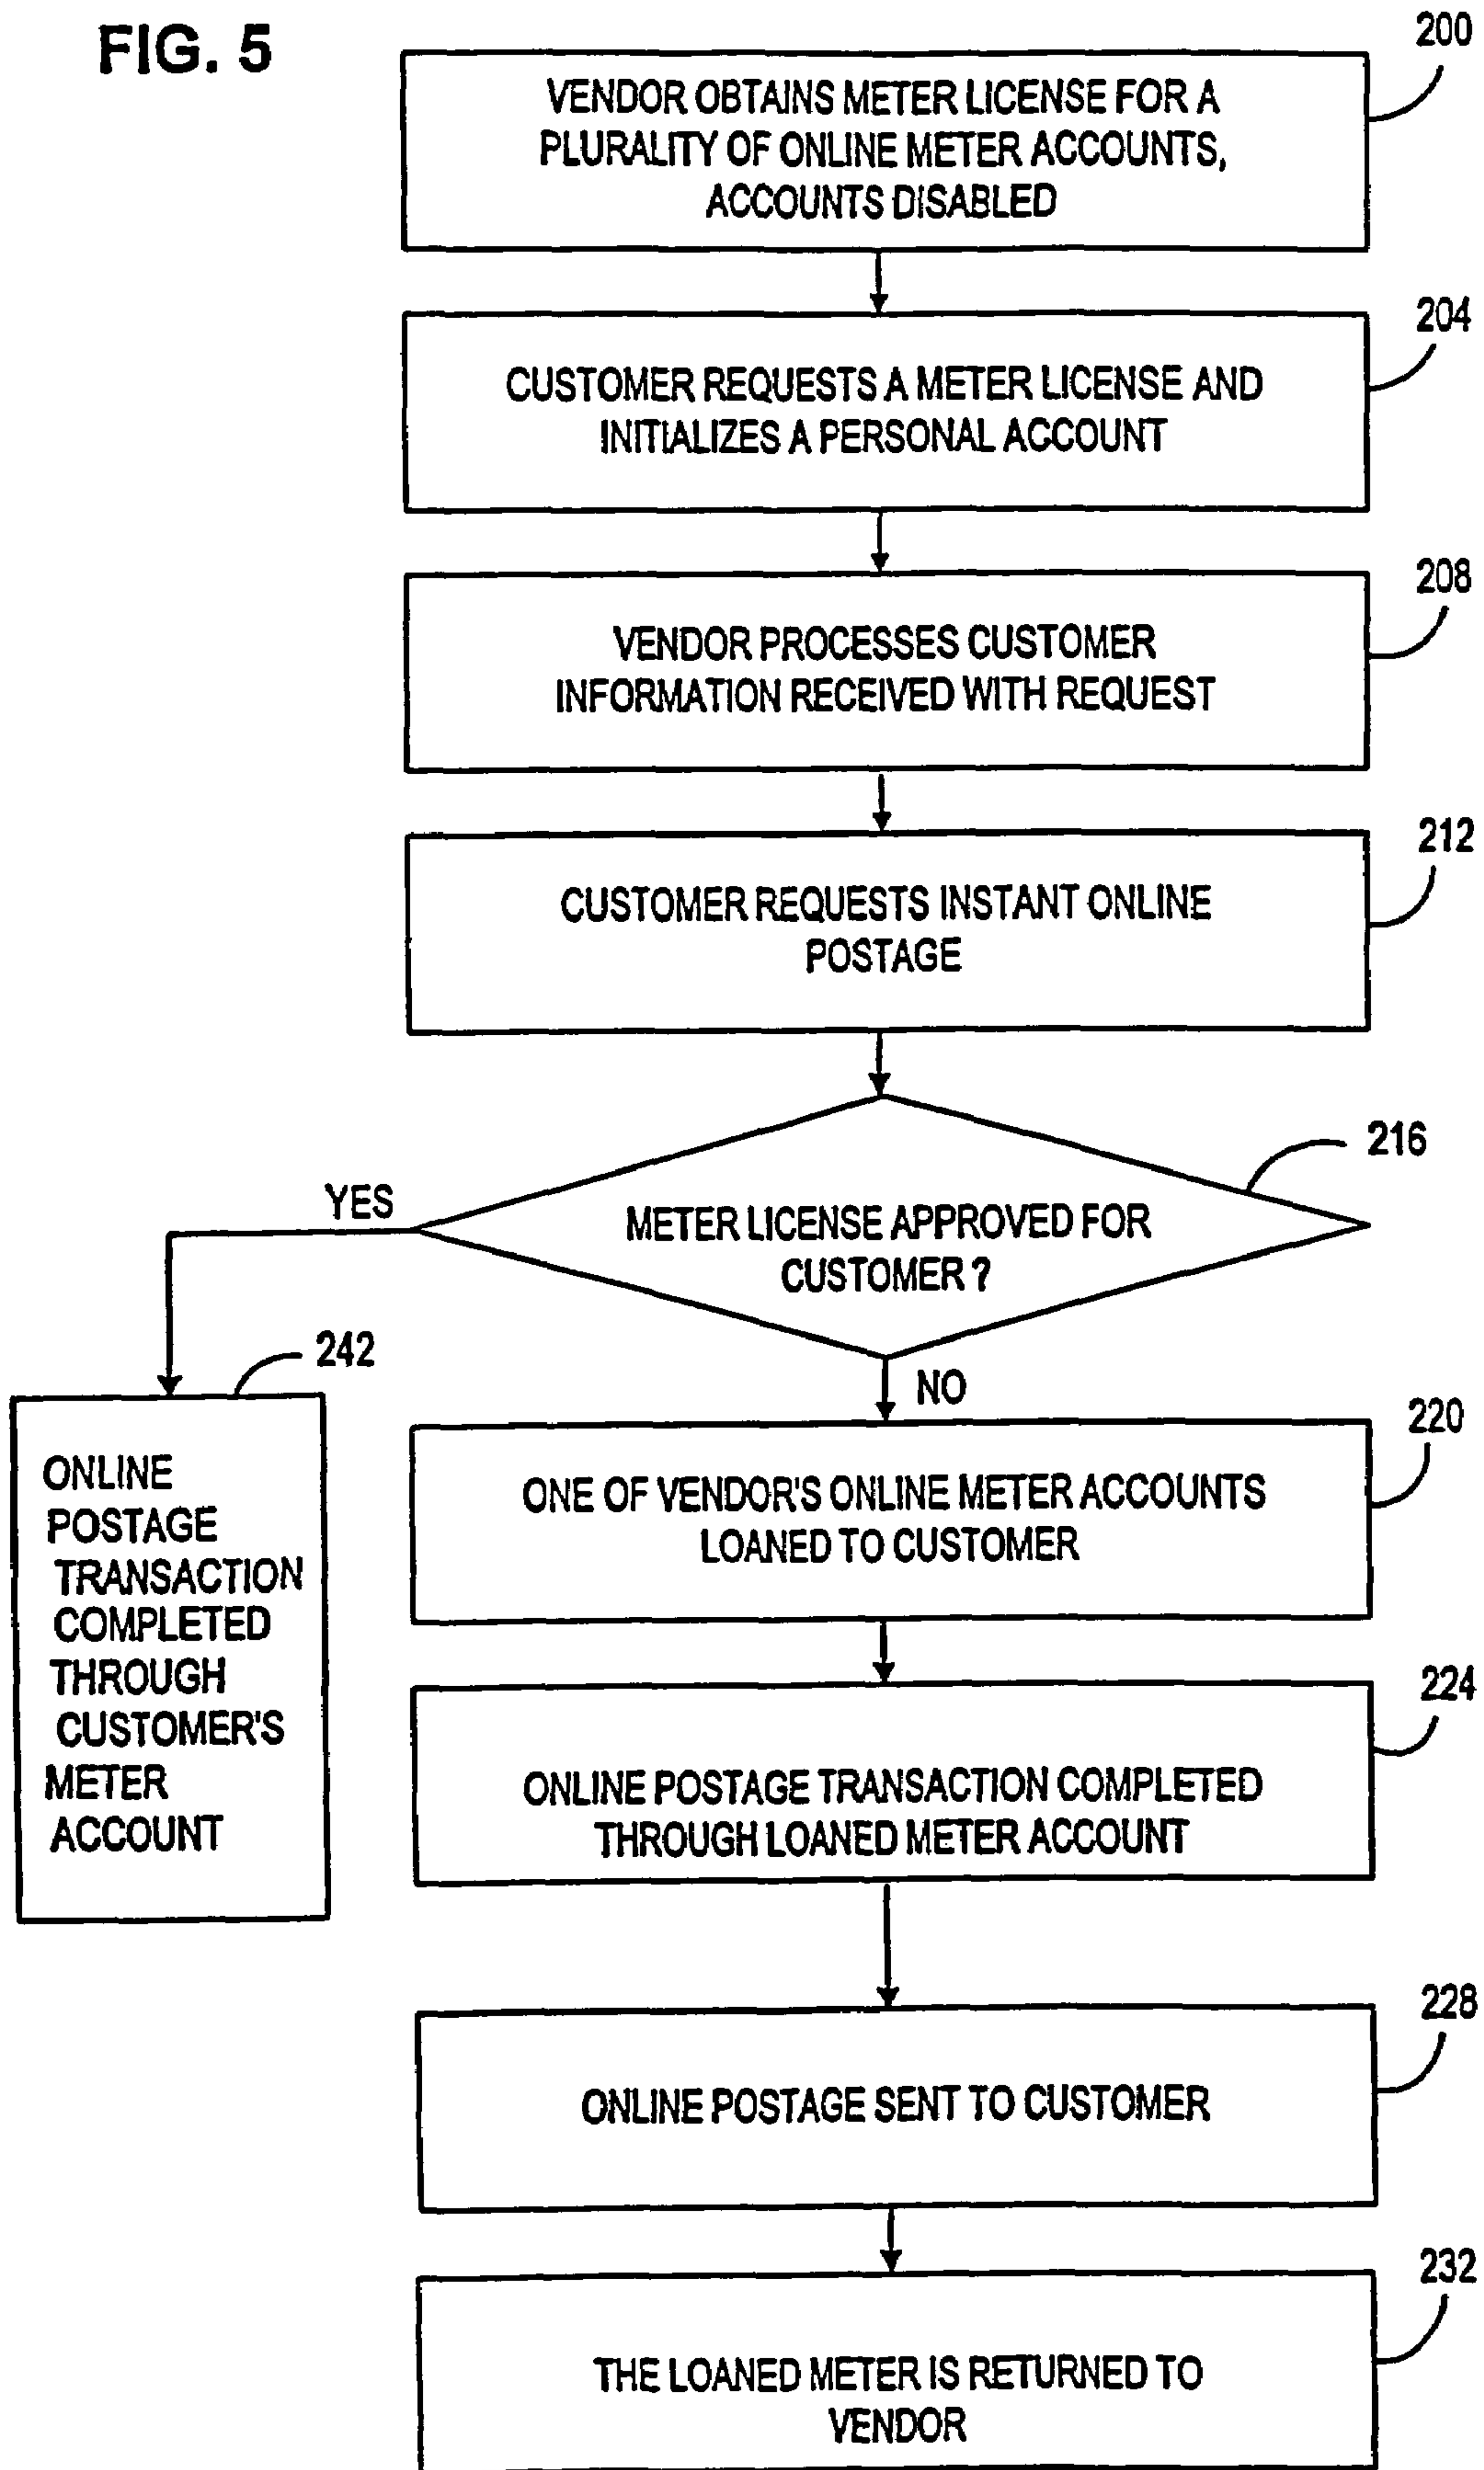 FIG. 5
200
VENDOR OBTAINS METER LICENSE FOR A
PLURALITY OF ONLINE METER ACCOUNTS,
ACCOUNTS DISABLED
204
CUSTOMER REQUESTS A METER LICENSE AND
INITIALIZES A PERSONAL ACCOUNT
208
VENDOR PROCESSES CUSTOMER
INFORMATION RECEIVED WITH REQUEST
212
CUSTOMER REQUESTS INSTANT ONLINE
POSTAGE
216
METER LICENSE APPROVED FOR
CUSTOMER ?
YES
242
ONLINE
POSTAGE
TRANSACTION
COMPLETED
THROUGH
CUSTOMER'S
METER
ACCOUNT
NO
220
ONE OF VENDOR'S ONLINE METER ACCOUNTS
LOANED TO CUSTOMER
224
ONLINE POSTAGE TRANSACTION COMPLETED
THROUGH LOANED METER ACCOUNT
228
ONLINE POSTAGE SENT TO CUSTOMER
232
THE LOANED METER IS RETURNED TO
VENDOR